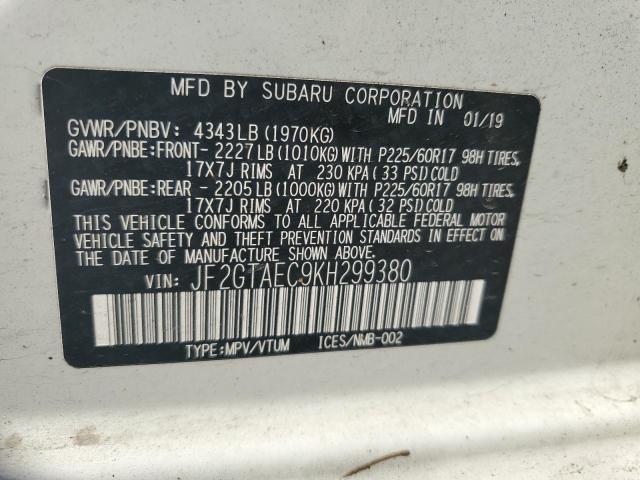 MFD BY SUBARU CORPORATION
MFD IN 01/19
GVWR/PNBV: 4343LB(1970KG)
GAWR/PNBE:FRONT- 2227LB(1010KG)WITH P225/60R17 98H TIRES,
17X7J RIMS AT 230 KPA( 33 PSI)COLD
GAWR/PNBE:REAR - 2205LB(1000KG)WITH P225/60R17 98H TIRES,
17X7J RIMS AT 220 KPA( 32 PSI)COLD
THIS VEHICLE CONFORMS TO ALL APPLICABLE FEDERAL MOTOR
VEHICLE SAFETY AND THEFT PREVENTION STANDARDS IN EFFECT ON
THE DATE OF MANUFACTURE SHOWN ABOVE.
VIN: JF2GTAEC9KH299380
TYPE:MPV/VTUM ICES/NMB-002